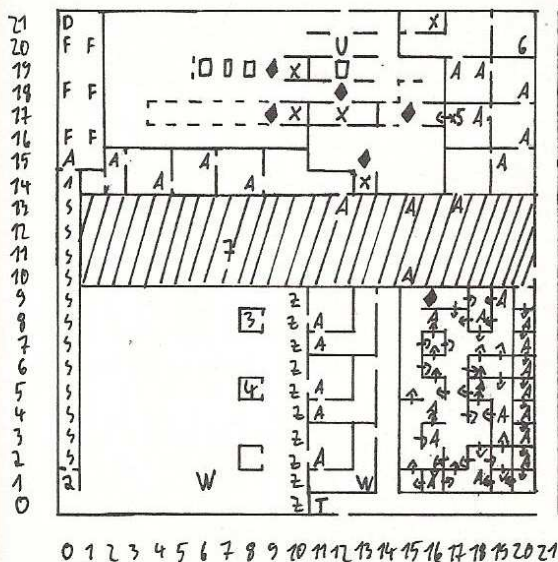 21 D X
20 F F U 6
19 X A A
18 F F A
17 X X 5 A
16 F F A
15 A A A A
14 1 A A X
13 S A A A
12 S
11 S 7
10 S A
9 S Z A
8 S 3 Z A A A A
7 S Z A A
6 S Z A
5 S 4 Z A A
4 S Z A A A A
3 S Z A A
2 S Z A A
1 2 W Z W A A A
0 Z T
0 1 2 3 4 5 6 7 8 9 10 11 12 13 14 15 16 17 18 19 20 21